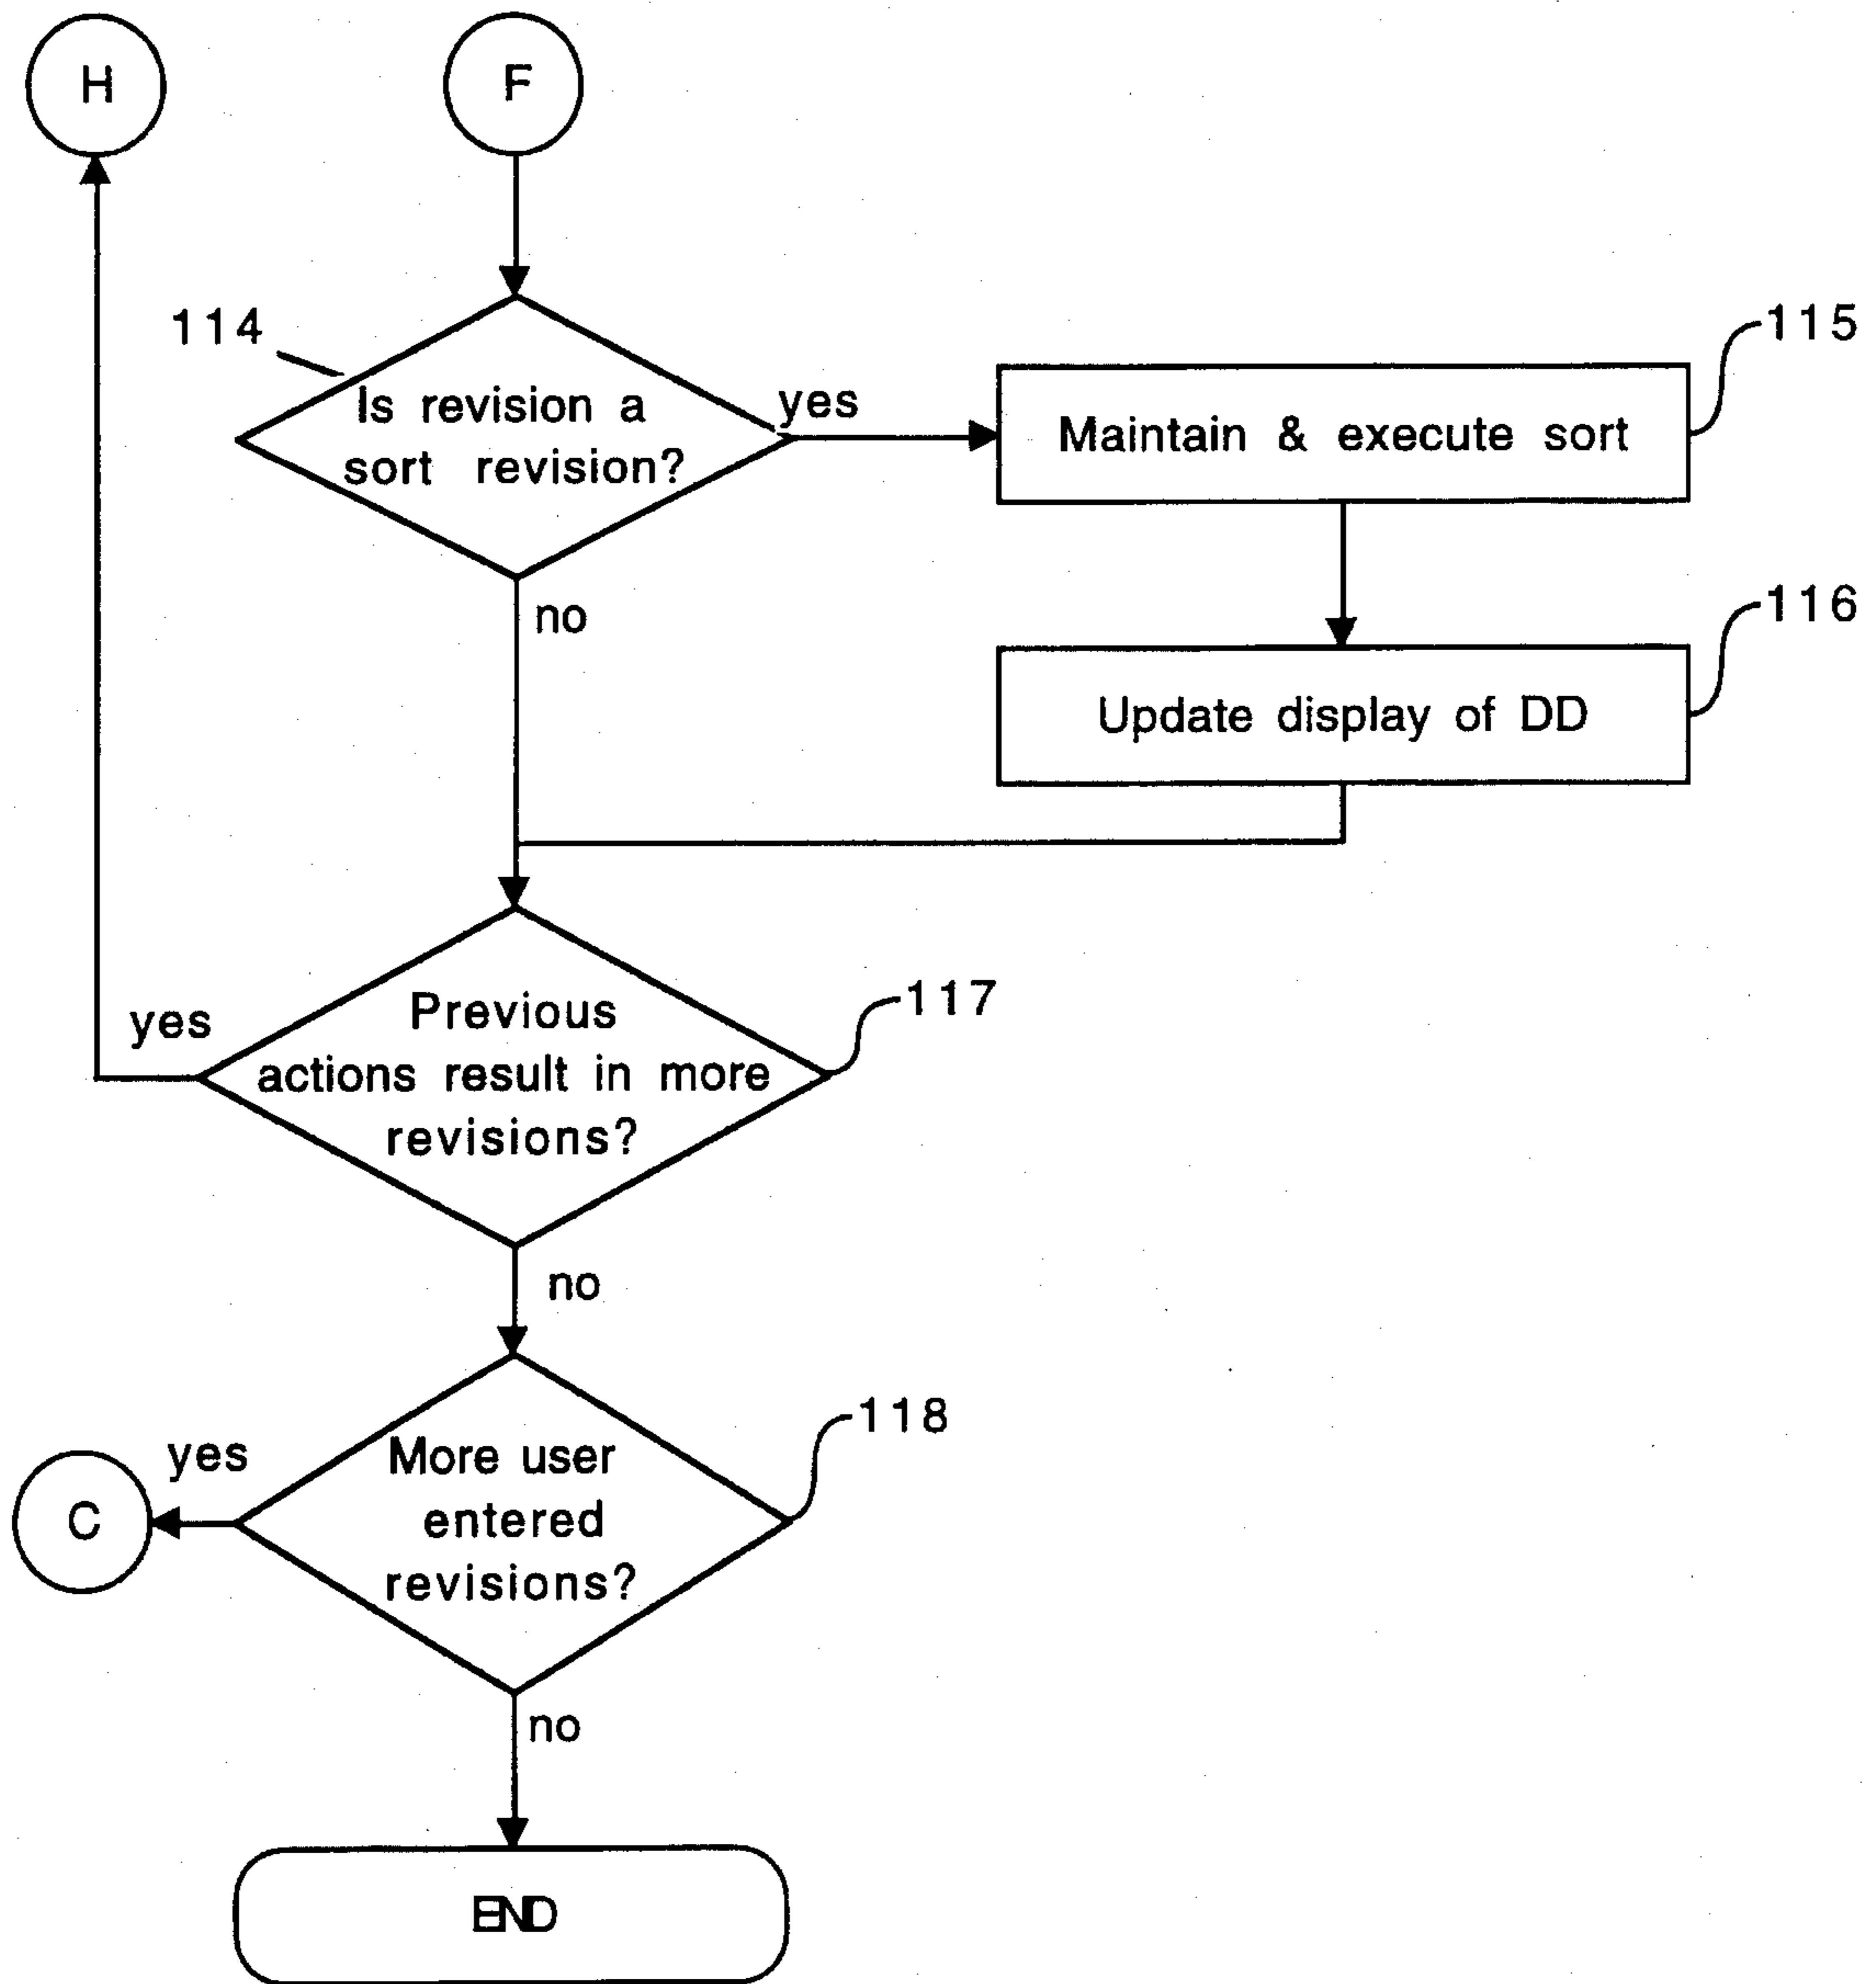 H
F
114
Is revision a
sort revision?
yes
115
Maintain & execute sort
no
116
Update display of DD
117
yes
Previous
actions result in more
revisions?
no
118
yes
C
More user
entered
revisions?
no
END